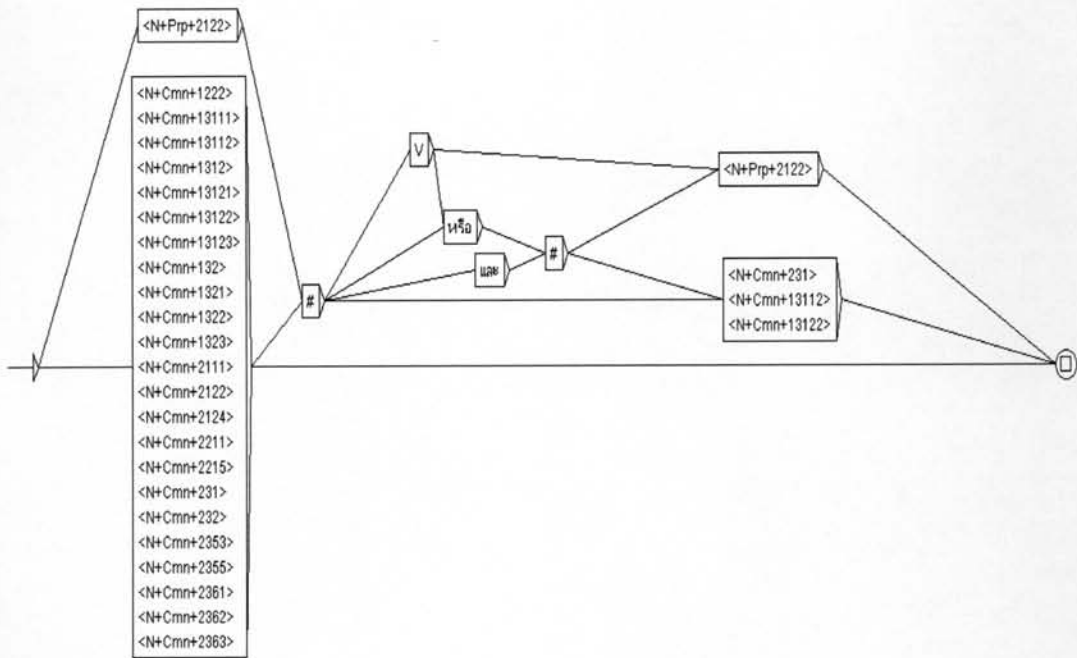 <N+Prp+2122>
<N+Cmn+1222>
<N+Cmn+13111>
<N+Cmn+13112>
<N+Cmn+1312>
<N+Cmn+13121>
<N+Cmn+13122>
<N+Cmn+13123>
<N+Cmn+132>
<N+Cmn+1321>
<N+Cmn+1322>
<N+Cmn+1323>
<N+Cmn+2111>
<N+Cmn+2122>
<N+Cmn+2124>
<N+Cmn+2211>
<N+Cmn+2215>
<N+Cmn+231>
<N+Cmn+232>
<N+Cmn+2353>
<N+Cmn+2355>
<N+Cmn+2361>
<N+Cmn+2362>
<N+Cmn+2363>
#
V
หรือ
และ
#
<N+Prp+2122>
<N+Cmn+231>
<N+Cmn+13112>
<N+Cmn+13122>